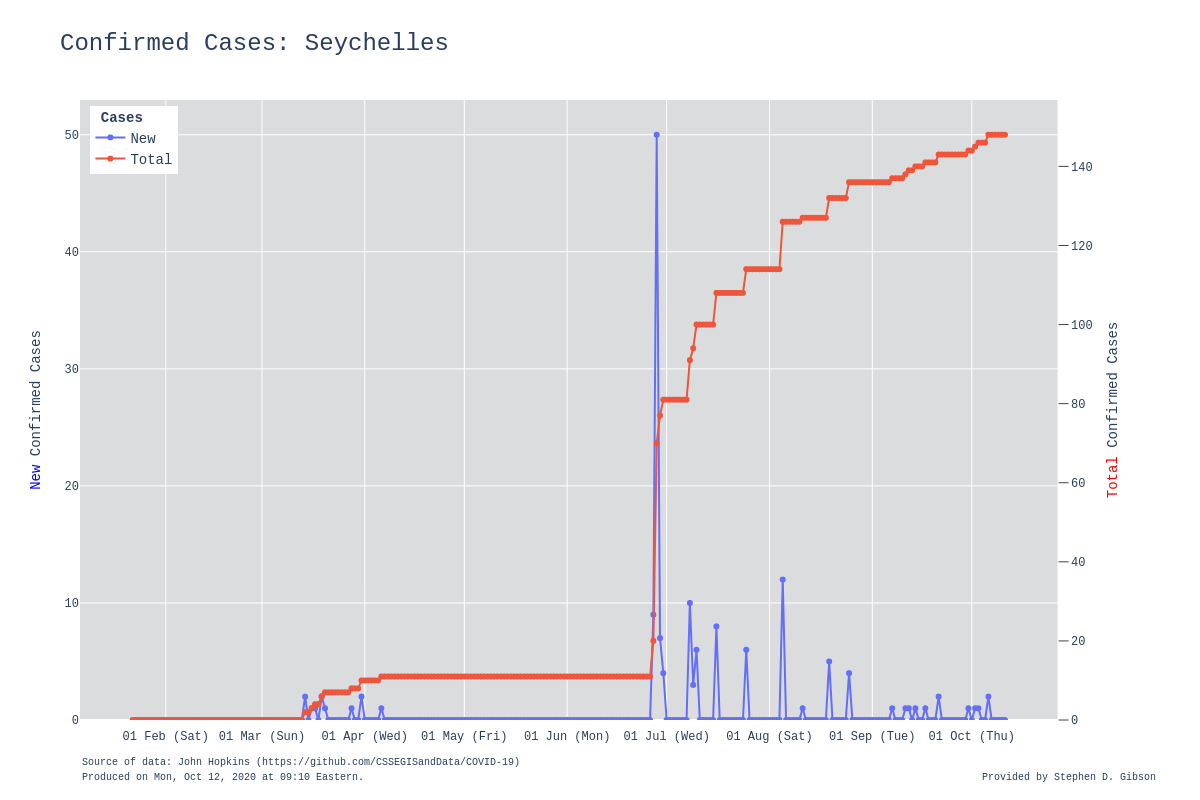 Confirmed Cases: Seychelles
Cases
New
Total
50
40
30
20
10
0
140
120
100
80
60
40
20
0
New Confirmed Cases
Total Confirmed Cases
01 Feb (Sat) 01 Mar (Sun) 01 Apr (Wed) 01 May (Fri) 01 Jun (Mon) 01 Jul (Wed) 01 Aug (Sat) 01 Sep (Tue) 01 Oct (Thu)
Source of data: John Hopkins (https://github.com/CSSEGISandData/COVID-19)
Produced on Mon, Oct 12, 2020 at 09:10 Eastern.
Provided by Stephen D. Gibson